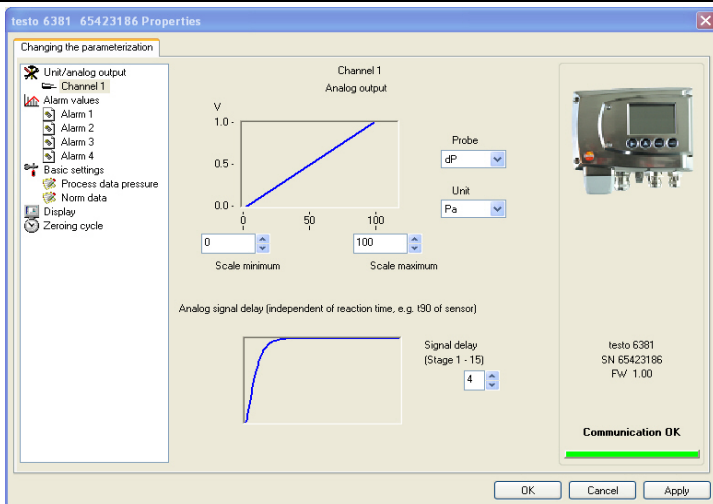 testo 6381 65423186 Properties
Changing the parameterization
Unit/analog output
Channel 1
Alarm values
Alarm 1
Alarm 2
Alarm 3
Alarm 4
Basic settings
Process data pressure
Norm data
Display
Zeroing cycle
Channel 1
Analog output
V
1.0
0.5
0.0
0 50 100
0
100
Scale minimum
Scale maximum
Probe
dP
Unit
Pa
Analog signal delay (independent of reaction time, e.g. t90 of sensor)
Signal delay
(Stage 1 - 15)
4
testo 6381
SN 65423186
FW 1.00
Communication OK
OK Cancel Apply